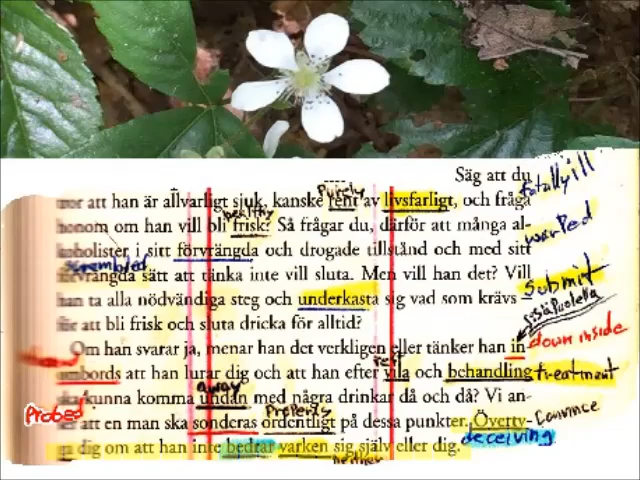 Säg att du
fatally ill
Purely
tror att han är allvarligt sjuk, kanske rent av livsfarligt, och fråga
healthy
honom om han vill bli frisk? Så frågar du, därför att många al-
warped
koholister i sitt förvrängda och drogade tillstånd och med sitt
scrambled
förvrängda sätt att tänka inte vill sluta. Men vill han det? Vill
submit
han ta alla nödvändiga steg och underkasta sig vad som krävs
sisäpuolella
för att bli frisk och sluta dricka för alltid?
Om han svarar ja, menar han det verkligen eller tänker han in-
down inside
rest
ombords att han lurar dig och att han efter vila och behandling
treatment
away
ska kunna komma undan med några drinkar då och då? Vi an-
Probed
properly
ser att en man ska sonderas ordentligt på dessa punkter. Överty-
Convince
deceiving
ga dig om att han inte bedrar varken sig själv eller dig.
neither